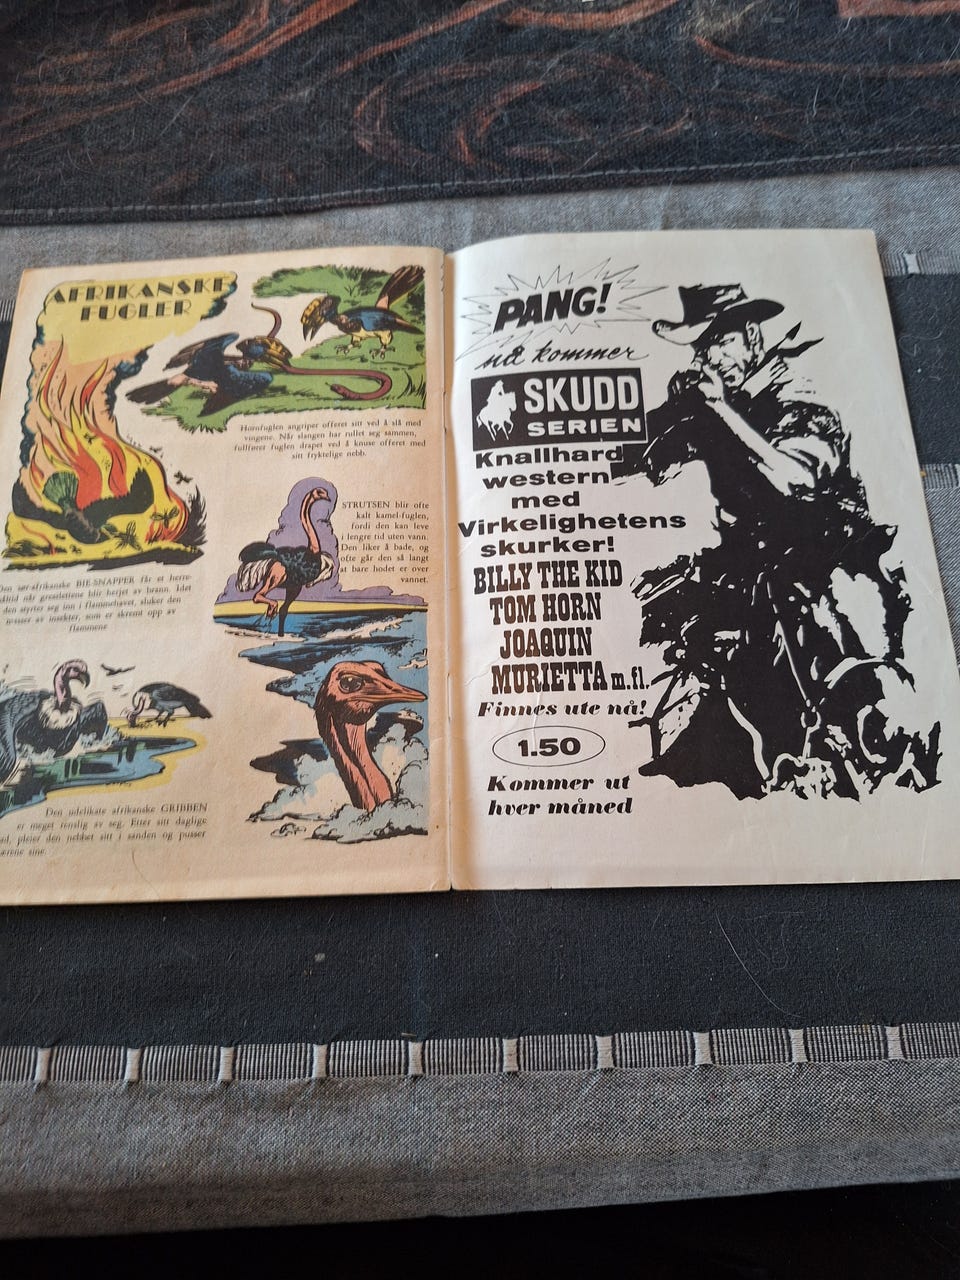 AFRIKANSKE
FUGLER
Hornfuglen angriper offeret sitt ved å slå med
vingene. Når slangen har rullet seg sammen,
fullfører fuglen drapet ved å knuse offeret med
sitt fryktelige nebb.
Den sør-afrikanske BIE-SNAPPER får et herre-
måltid når gresslettene blir herjet av brann. Idet
den styrter seg inn i flammehavet, sluker den
masser av insekter, som er skremt opp av
flammene
STRUTSEN blir ofte
kalt kamel-fuglen,
fordi den kan leve
i lengre tid uten vann.
Den liker å bade, og
ofte går den så langt
at bare hodet er over
vannet.
Den udelikate afrikanske GRIBBEN
er meget renslig av seg. Etter sitt daglige
bad, pleier den nebbet sitt i sanden og pusser
sine.
PANG!
nå kommer
SKUDD
SERIEN
Knallhard
western
med
Virkelighetens
skurker!
BILLY THE KID
TOM HORN
JOAQUIN
MURIETTA m.fl.
Finnes ute nå!
1.50
Kommer ut
hver måned